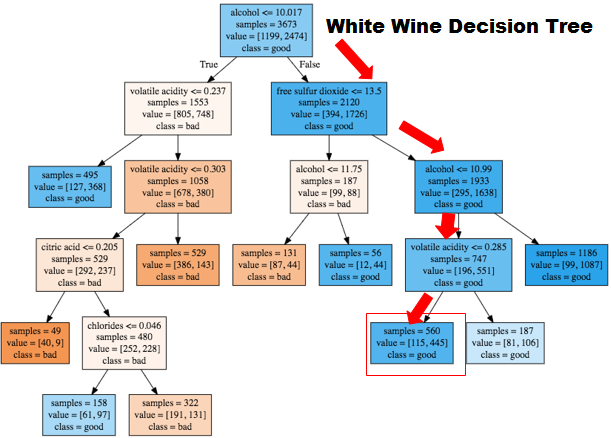 White Wine Decision Tree
alcohol <= 10.017
samples = 3673
value = [1199, 2474]
class = good
True
False
volatile acidity <= 0.237
samples = 1553
value = [805, 748]
class = bad
free sulfur dioxide <= 13.5
samples = 2120
value = [394, 1726]
class = good
samples = 495
value = [127, 368]
class = good
volatile acidity <= 0.303
samples = 1058
value = [678, 380]
class = bad
alcohol <= 11.75
samples = 187
value = [99, 88]
class = bad
alcohol <= 10.99
samples = 1933
value = [295, 1638]
class = good
citric acid <= 0.205
samples = 529
value = [292, 237]
class = bad
samples = 529
value = [386, 143]
class = bad
samples = 131
value = [87, 44]
class = bad
samples = 56
value = [12, 44]
class = good
volatile acidity <= 0.285
samples = 747
value = [196, 551]
class = good
samples = 1186
value = [99, 1087]
class = good
samples = 49
value = [40, 9]
class = bad
chlorides <= 0.046
samples = 480
value = [252, 228]
class = bad
samples = 560
value = [115, 445]
class = good
samples = 187
value = [81, 106]
class = good
samples = 158
value = [61, 97]
class = good
samples = 322
value = [191, 131]
class = bad